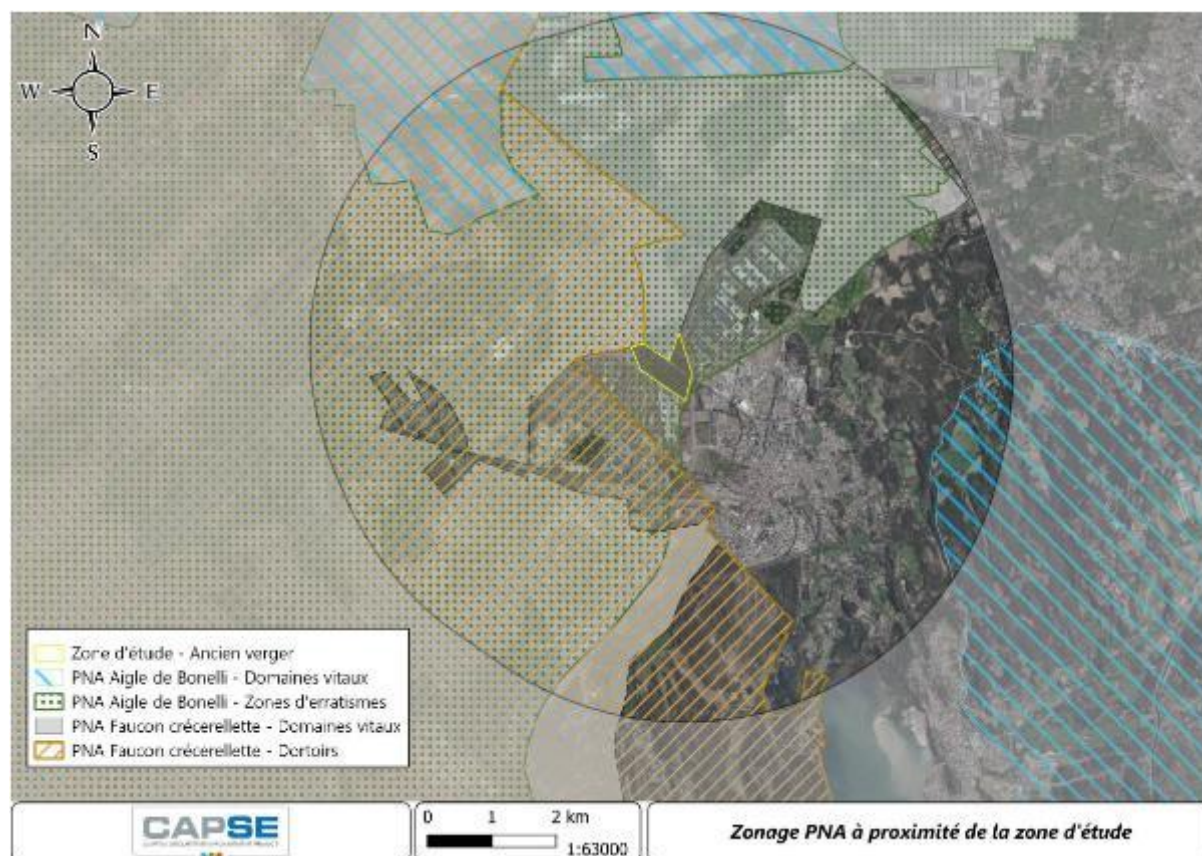 N
W E
S
Zone d'étude - Ancien verger
PNA Aigle de Bonelli - Domaines vitaux
PNA Aigle de Bonelli - Zones d'erratismes
PNA Faucon crécerellette - Domaines vitaux
PNA Faucon crécerellette - Dortoirs
CAPSE
0 1 2 km
1:63000
Zonage PNA à proximité de la zone d'étude